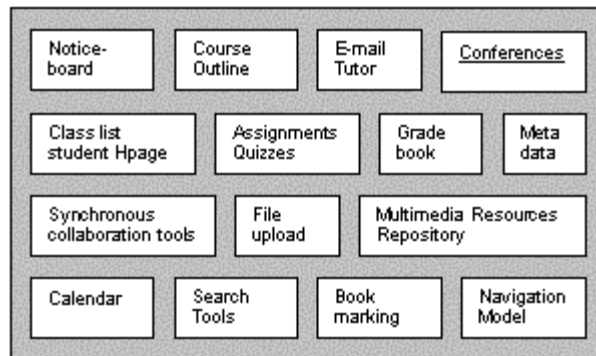 Notice-
board
Course
Outline
E-mail
Tutor
Conferences
Class list
student Hpage
Assignments
Quizzes
Grade
book
Meta
data
Synchronous
collaboration tools
File
upload
Multimedia Resources
Repository
Calendar
Search
Tools
Book
marking
Navigation
Model